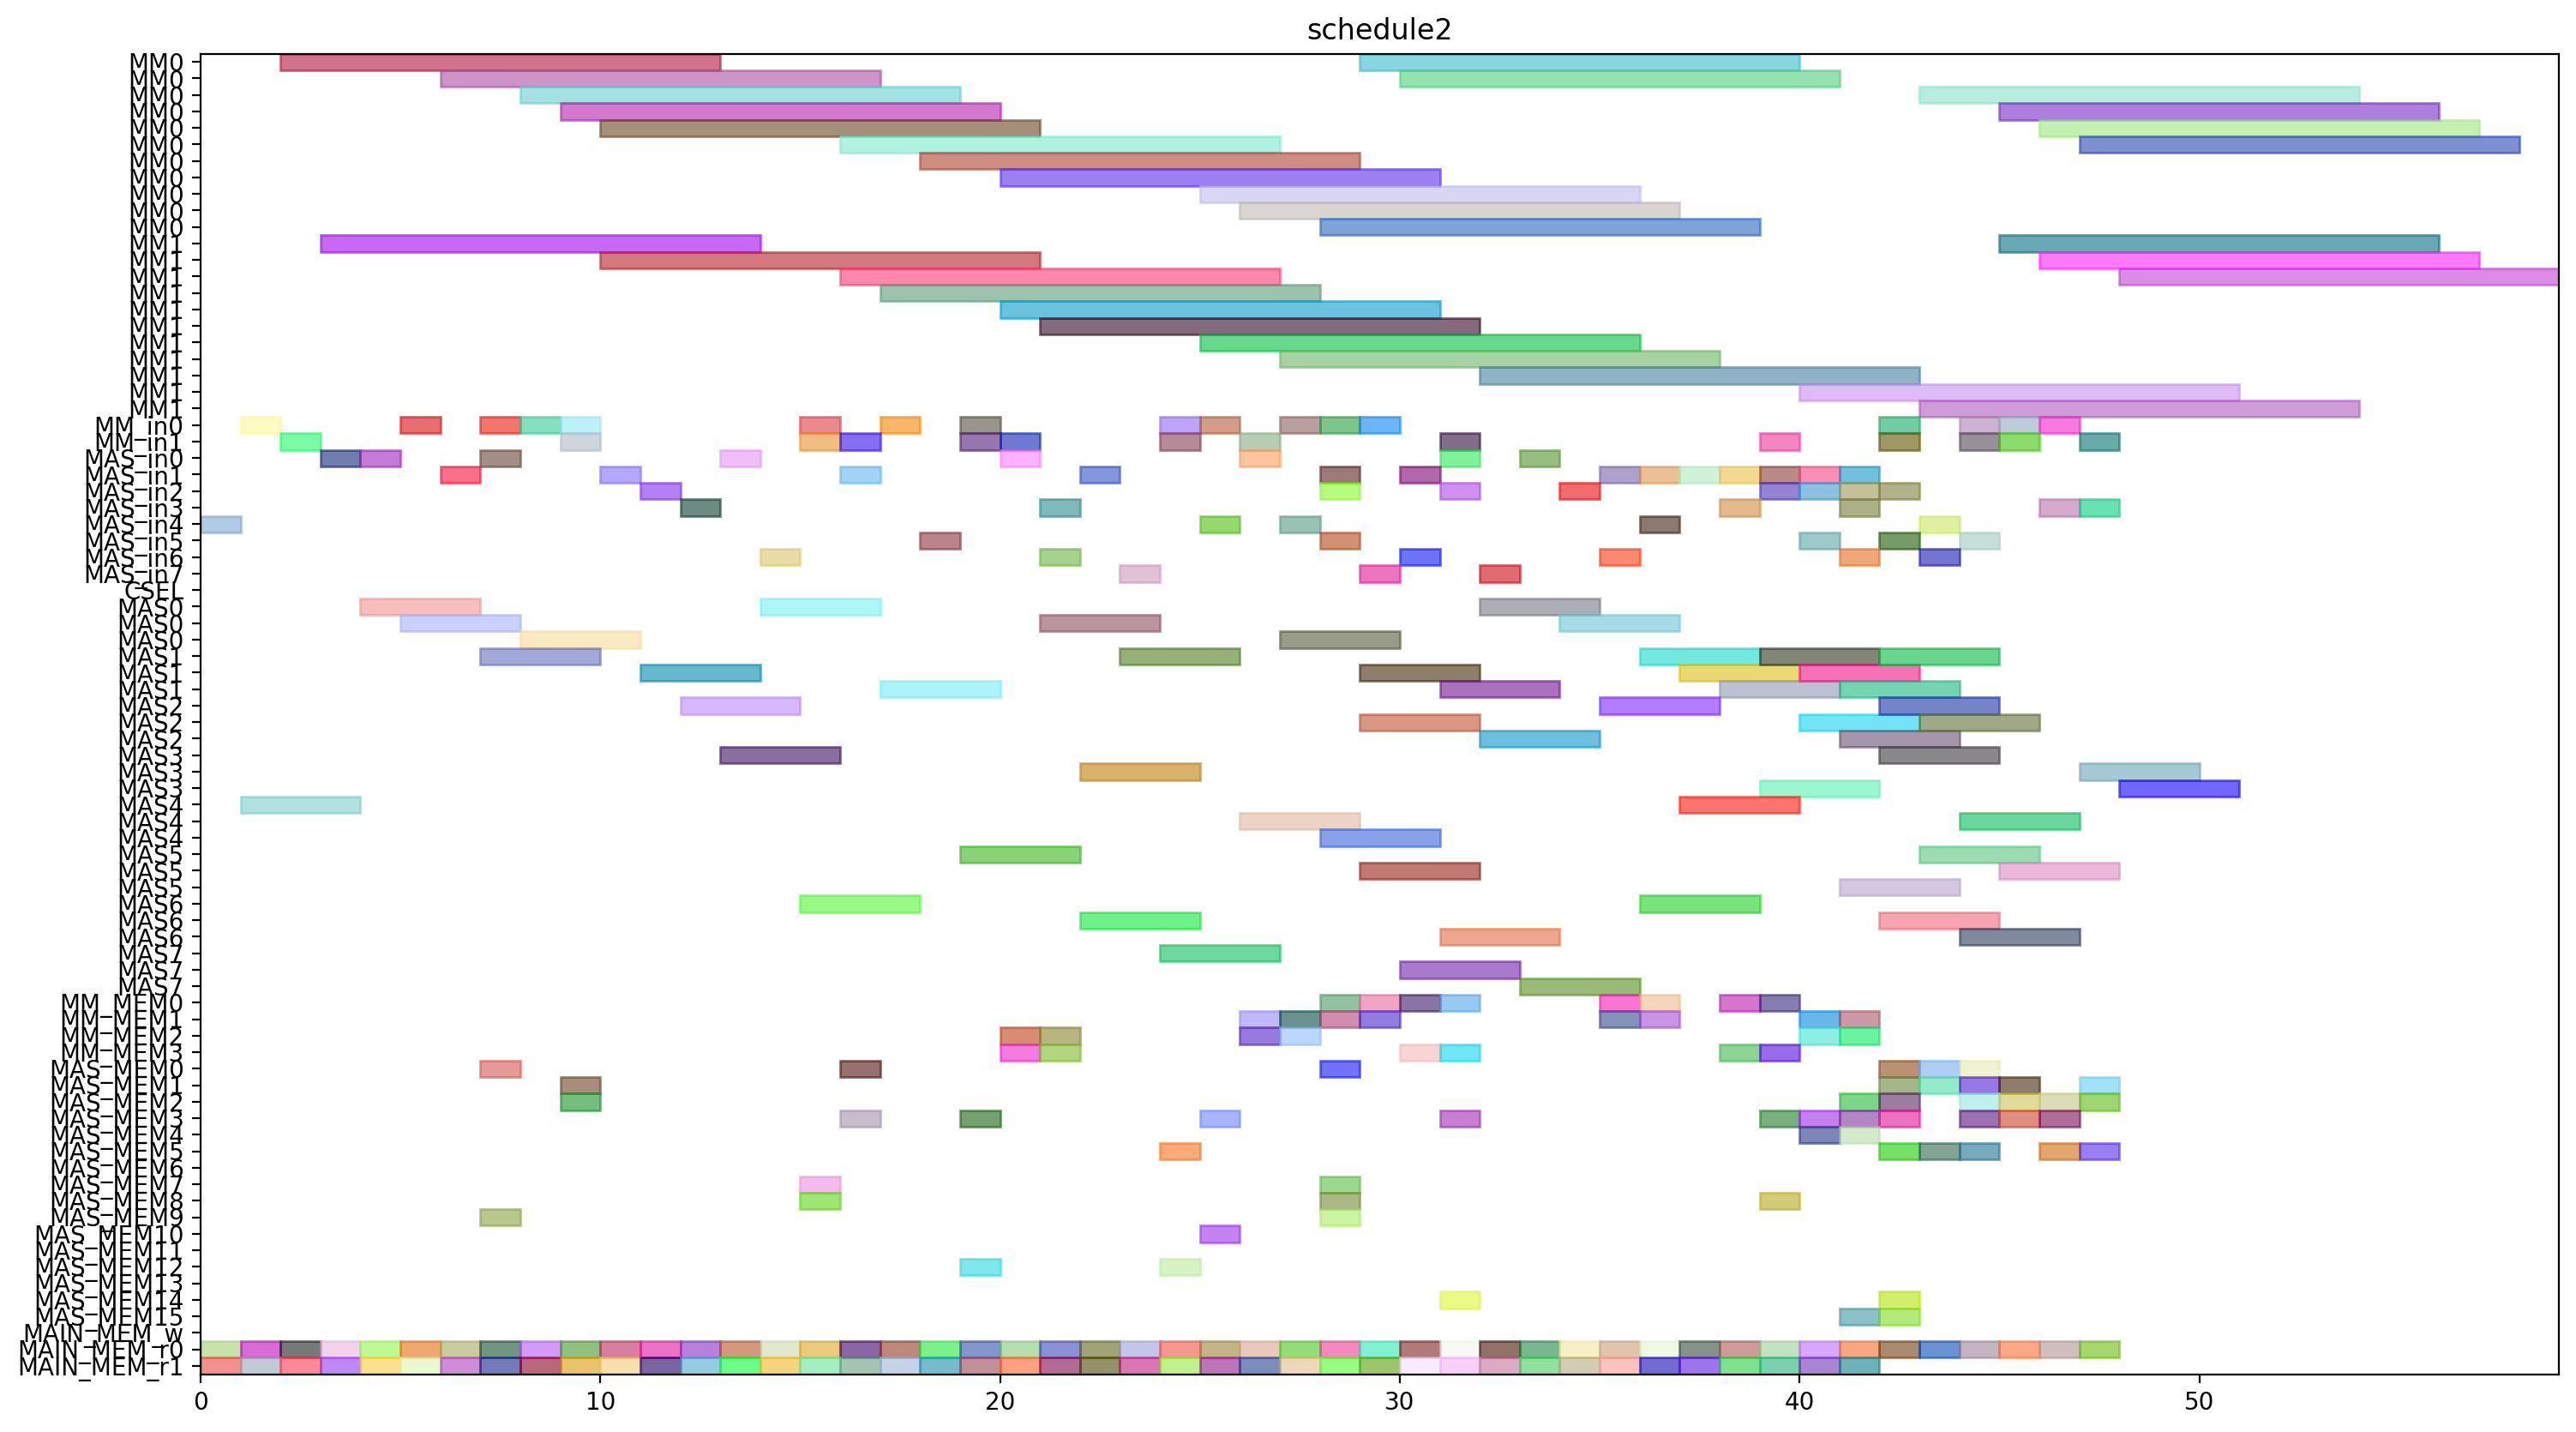 schedule2
MM0
MM0
MM0
MM0
MM0
MM0
MM0
MM0
MM0
MM0
MM0
MM1
MM1
MM1
MM1
MM1
MM1
MM1
MM1
MM1
MM1
MM1
MM_in0
MM_in1
MAS_in0
MAS_in1
MAS_in2
MAS_in3
MAS_in4
MAS_in5
MAS_in6
MAS_in7
CSEL
MAS0
MAS0
MAS0
MAS1
MAS1
MAS1
MAS2
MAS2
MAS2
MAS3
MAS3
MAS3
MAS4
MAS4
MAS4
MAS5
MAS5
MAS5
MAS6
MAS6
MAS6
MAS7
MAS7
MAS7
MM_MEM0
MM_MEM1
MM_MEM2
MM_MEM3
MAS_MEM0
MAS_MEM1
MAS_MEM2
MAS_MEM3
MAS_MEM4
MAS_MEM5
MAS_MEM6
MAS_MEM7
MAS_MEM8
MAS_MEM9
MAS_MEM10
MAS_MEM11
MAS_MEM12
MAS_MEM13
MAS_MEM14
MAS_MEM15
MAIN_MEM_w
MAIN_MEM_r0
MAIN_MEM_r1
0 10 20 30 40 50